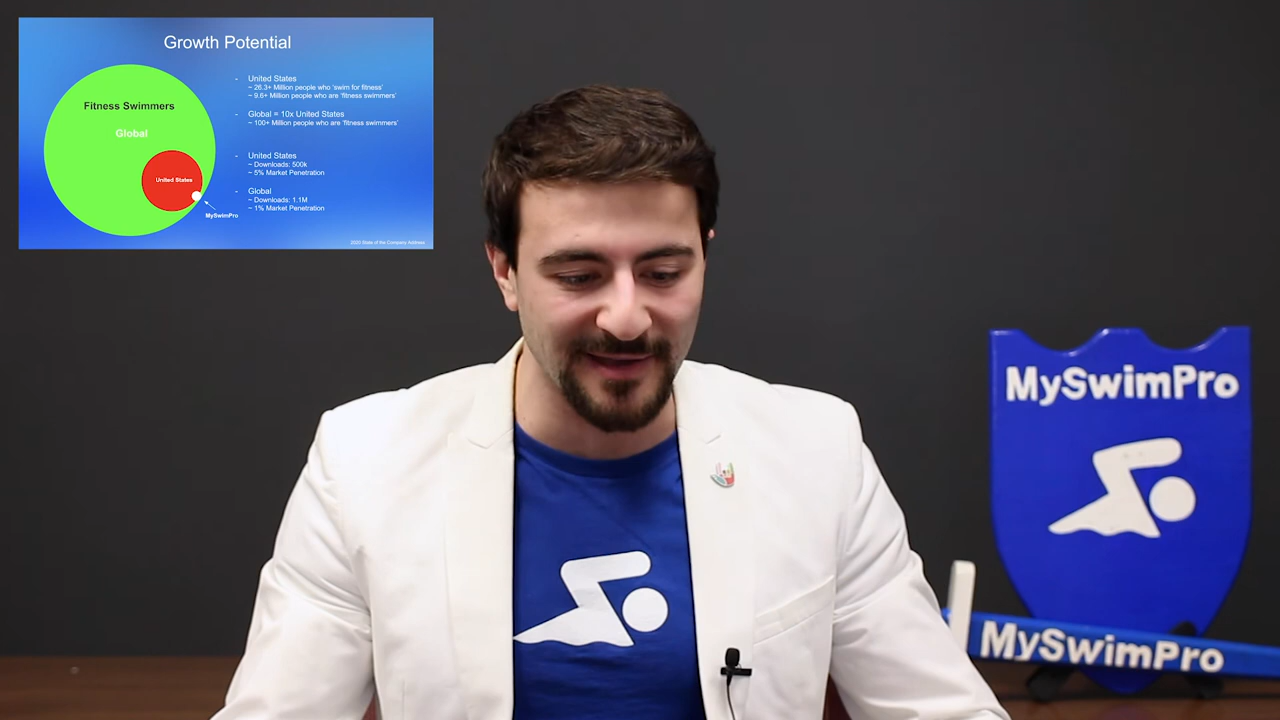 Growth Potential
Fitness Swimmers
Global
United States
MySwimPro
- United States
~ 26.3+ Million people who 'swim for fitness'
~ 9.6+ Million people who are 'fitness swimmers'
- Global = 10x United States
~ 100+ Million people who are 'fitness swimmers'
- United States
~ Downloads: 500k
~ 5% Market Penetration
- Global
~ Downloads: 1.1M
~ 1% Market Penetration
2020 State of the Company Address
MySwimPro
MySwimPro